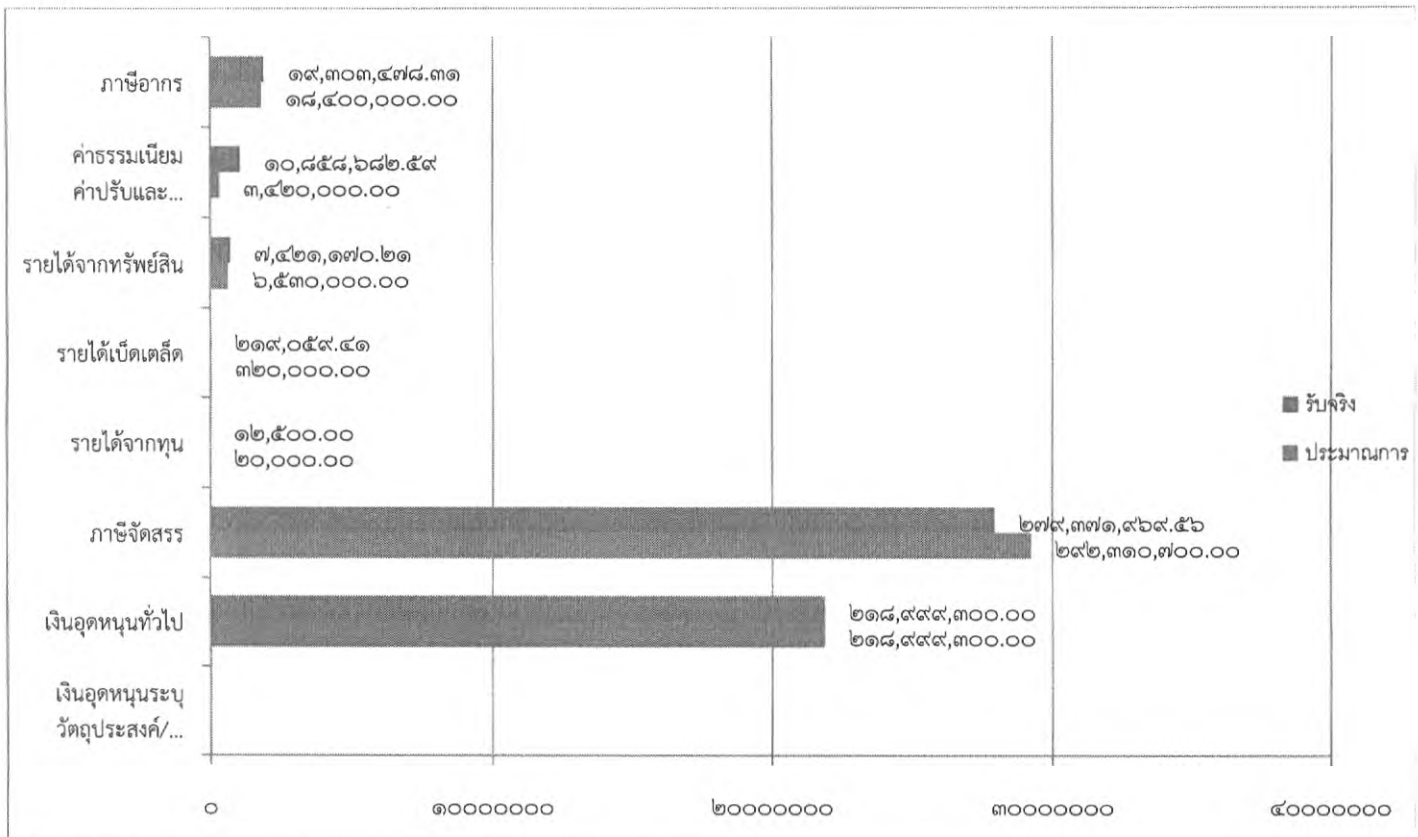 ภาษีอากร
๑๙,๓๐๓,๔๗๘.๓๑
๑๘,๔๐๐,๐๐๐.๐๐
ค่าธรรมเนียม
ค่าปรับและ...
๑๐,๘๕๘,๖๘๒.๕๙
๓,๔๒๐,๐๐๐.๐๐
รายได้จากทรัพย์สิน
๗,๔๒๑,๑๗๐.๒๑
๖,๕๓๐,๐๐๐.๐๐
รายได้เบ็ดเตล็ด
๒๑๙,๐๕๙.๔๑
๓๒๐,๐๐๐.๐๐
รายได้จากทุน
๑๒,๕๐๐.๐๐
๒๐,๐๐๐.๐๐
ภาษีจัดสรร
๒๗๙,๓๗๑,๙๖๙.๕๖
๒๙๒,๓๑๐,๗๐๐.๐๐
เงินอุดหนุนทั่วไป
๒๑๘,๙๙๙,๓๐๐.๐๐
๒๑๘,๙๙๙,๓๐๐.๐๐
เงินอุดหนุนระบุ
วัตถุประสงค์/...
รับจริง
ประมาณการ
๐ ๑๐๐๐๐๐๐๐๐ ๒๐๐๐๐๐๐๐๐ ๓๐๐๐๐๐๐๐๐ ๔๐๐๐๐๐๐๐๐